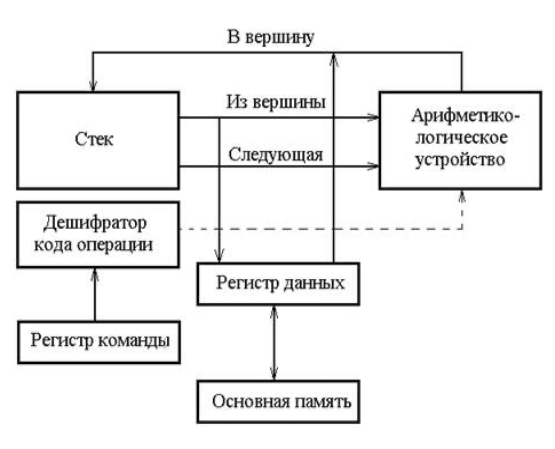 В вершину
Из вершины
Стек
Следующая
Арифметико-
логическое
устройство
Дешифратор
кода операции
Регистр данных
Регистр команды
Основная память